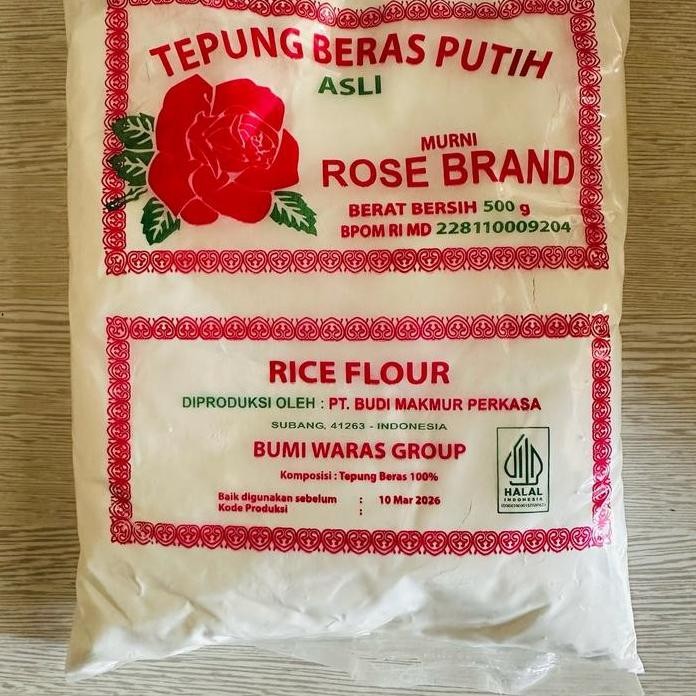 TEPUNG BERAS PUTIH
ASLI
MURNI
ROSE BRAND
BERAT BERSIH 500 g
BPOM RI MD 228110009204
RICE FLOUR
DIPRODUKSI OLEH : PT. BUDI MAKMUR PERKASA
SUBANG, 41263 - INDONESIA
BUMI WARAS GROUP
Komposisi : Tepung Beras 100%
Baik digunakan sebelum : 10 Mar 2026
Kode Produksi :
HALAL
INDONESIA